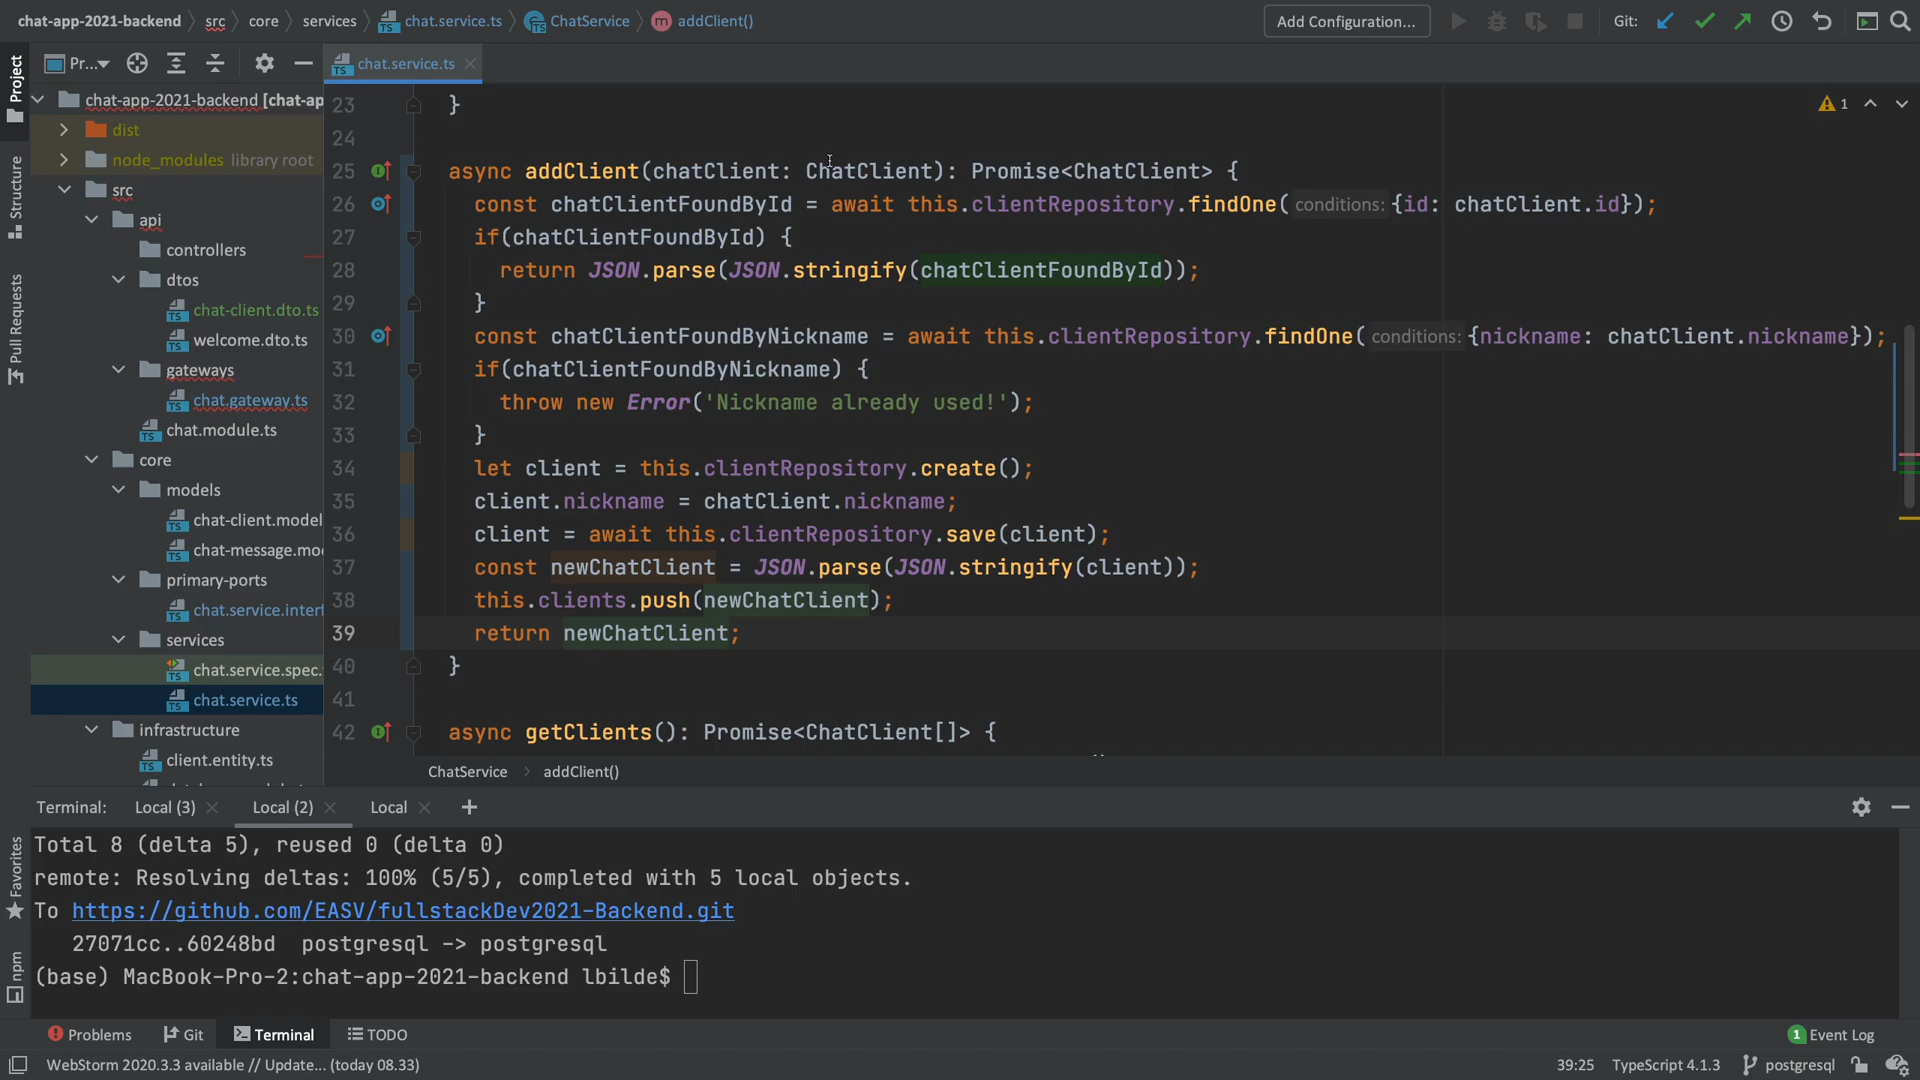 chat-app-2021-backend > src > core > services > chat.service.ts > ChatService > addClient()
Add Configuration...
Git:
Project
Pr...
chat.service.ts
Structure
Pull Requests
Favorites
npm
chat-app-2021-backend [chat-ap
dist
node_modules library root
src
api
controllers
dtos
chat-client.dto.ts
welcome.dto.ts
gateways
chat.gateway.ts
chat.module.ts
core
models
chat-client.model
chat-message.mo
primary-ports
chat.service.interf
services
chat.service.spec.
chat.service.ts
infrastructure
client.entity.ts
1
23 }
24
25 async addClient(chatClient: ChatClient): Promise<ChatClient> {
26 const chatClientFoundById = await this.clientRepository.findOne( conditions: {id: chatClient.id});
27 if(chatClientFoundById) {
28 return JSON.parse(JSON.stringify(chatClientFoundById));
29 }
30 const chatClientFoundByNickname = await this.clientRepository.findOne( conditions: {nickname: chatClient.nickname});
31 if(chatClientFoundByNickname) {
32 throw new Error('Nickname already used!');
33 }
34 let client = this.clientRepository.create();
35 client.nickname = chatClient.nickname;
36 client = await this.clientRepository.save(client);
37 const newChatClient = JSON.parse(JSON.stringify(client));
38 this.clients.push(newChatClient);
39 return newChatClient;
40 }
41
42 async getClients(): Promise<ChatClient[]> {
ChatService > addClient()
Terminal: Local (3) Local (2) Local
Total 8 (delta 5), reused 0 (delta 0)
remote: Resolving deltas: 100% (5/5), completed with 5 local objects.
To https://github.com/EASV/fullstackDev2021-Backend.git
27071cc..60248bd postgresql -> postgresql
(base) MacBook-Pro-2:chat-app-2021-backend lbilde$
Problems Git Terminal TODO
1 Event Log
WebStorm 2020.3.3 available // Update... (today 08.33)
39:25 TypeScript 4.1.3 postgresql